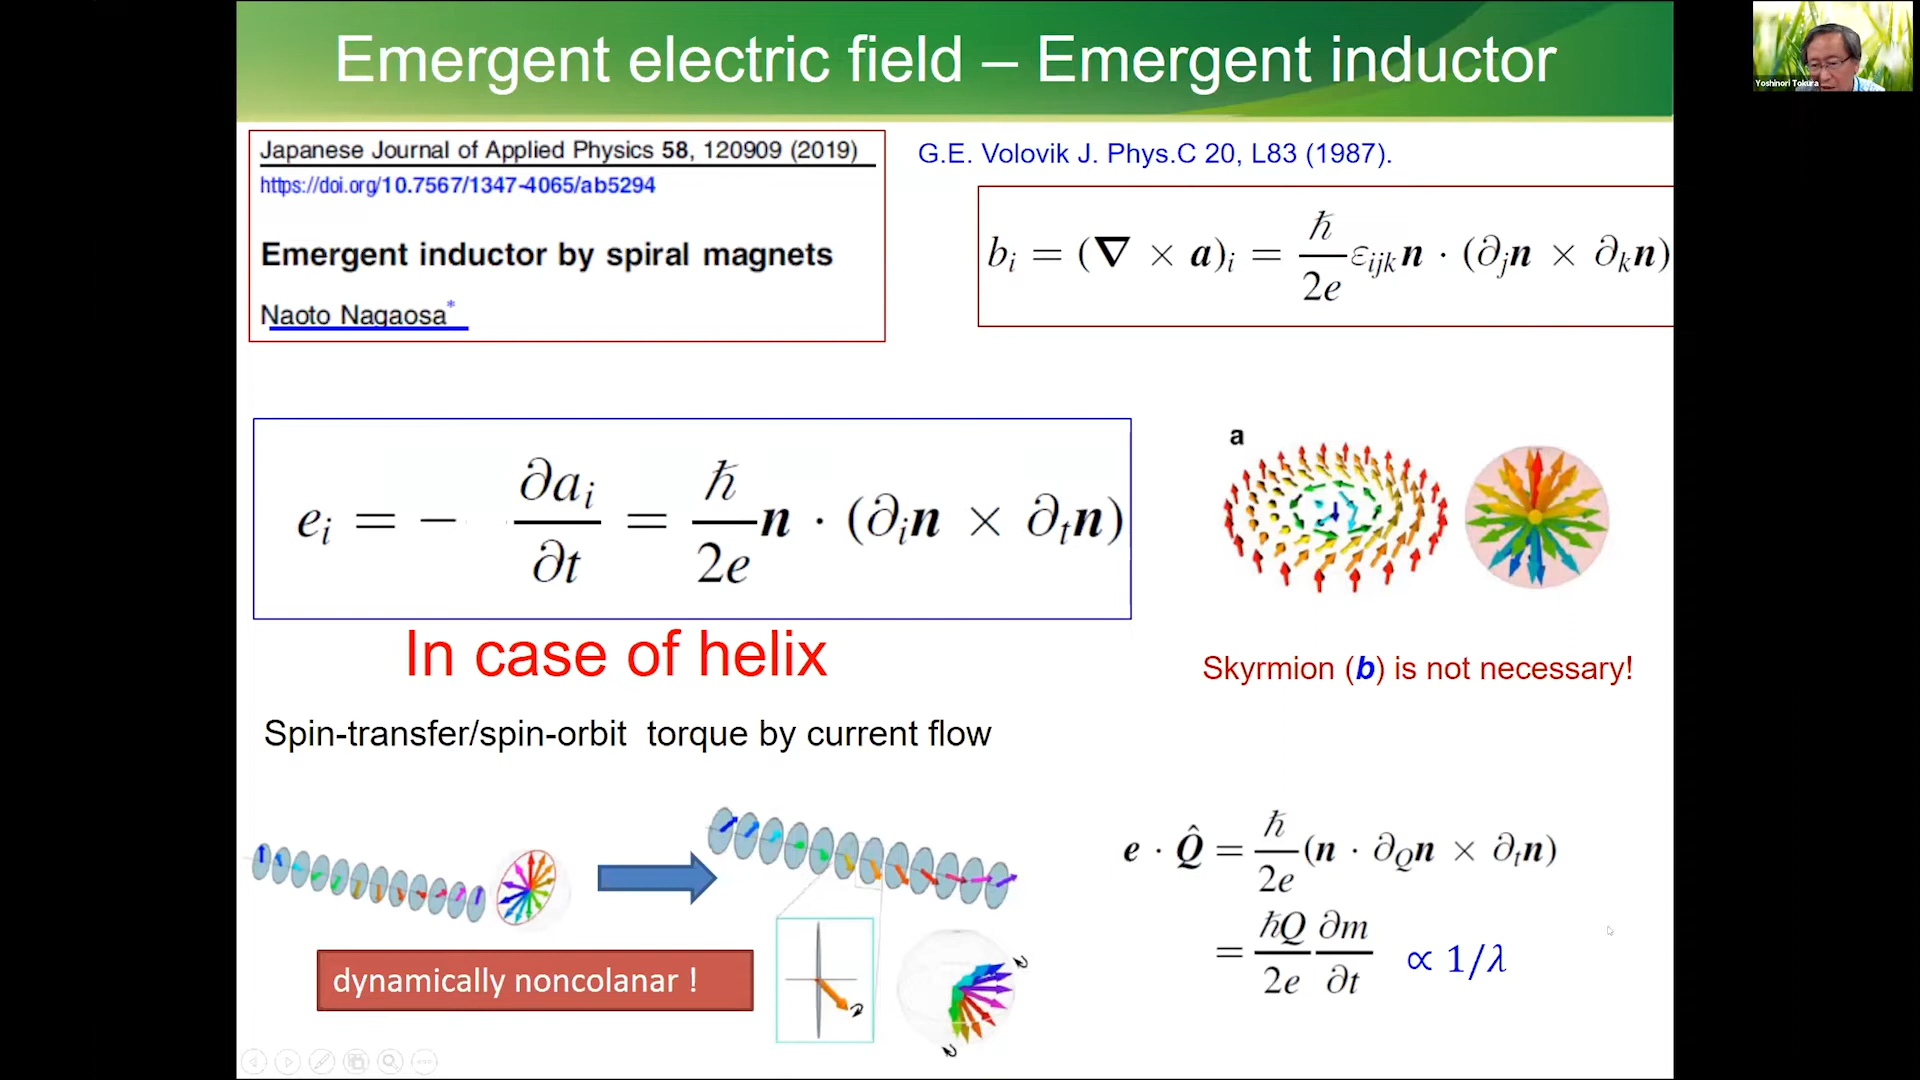 Emergent electric field – Emergent inductor
Yoshinori Tokura
Japanese Journal of Applied Physics 58, 120909 (2019)
https://doi.org/10.7567/1347-4065/ab5294
Emergent inductor by spiral magnets
Naoto Nagaosa*
G.E. Volovik J. Phys.C 20, L83 (1987).
b_i = (∇ × a)_i = ℏ/2e ε_ijk n · (∂_j n × ∂_k n)
e_i = − ∂a_i/∂t = ℏ/2e n · (∂_i n × ∂_t n)
a
In case of helix
Skyrmion (b) is not necessary!
Spin-transfer/spin-orbit torque by current flow
e · Q̂ = ℏ/2e (n · ∂_Q n × ∂_t n)
= ℏQ/2e ∂m/∂t ∝ 1/λ
dynamically noncolanar !